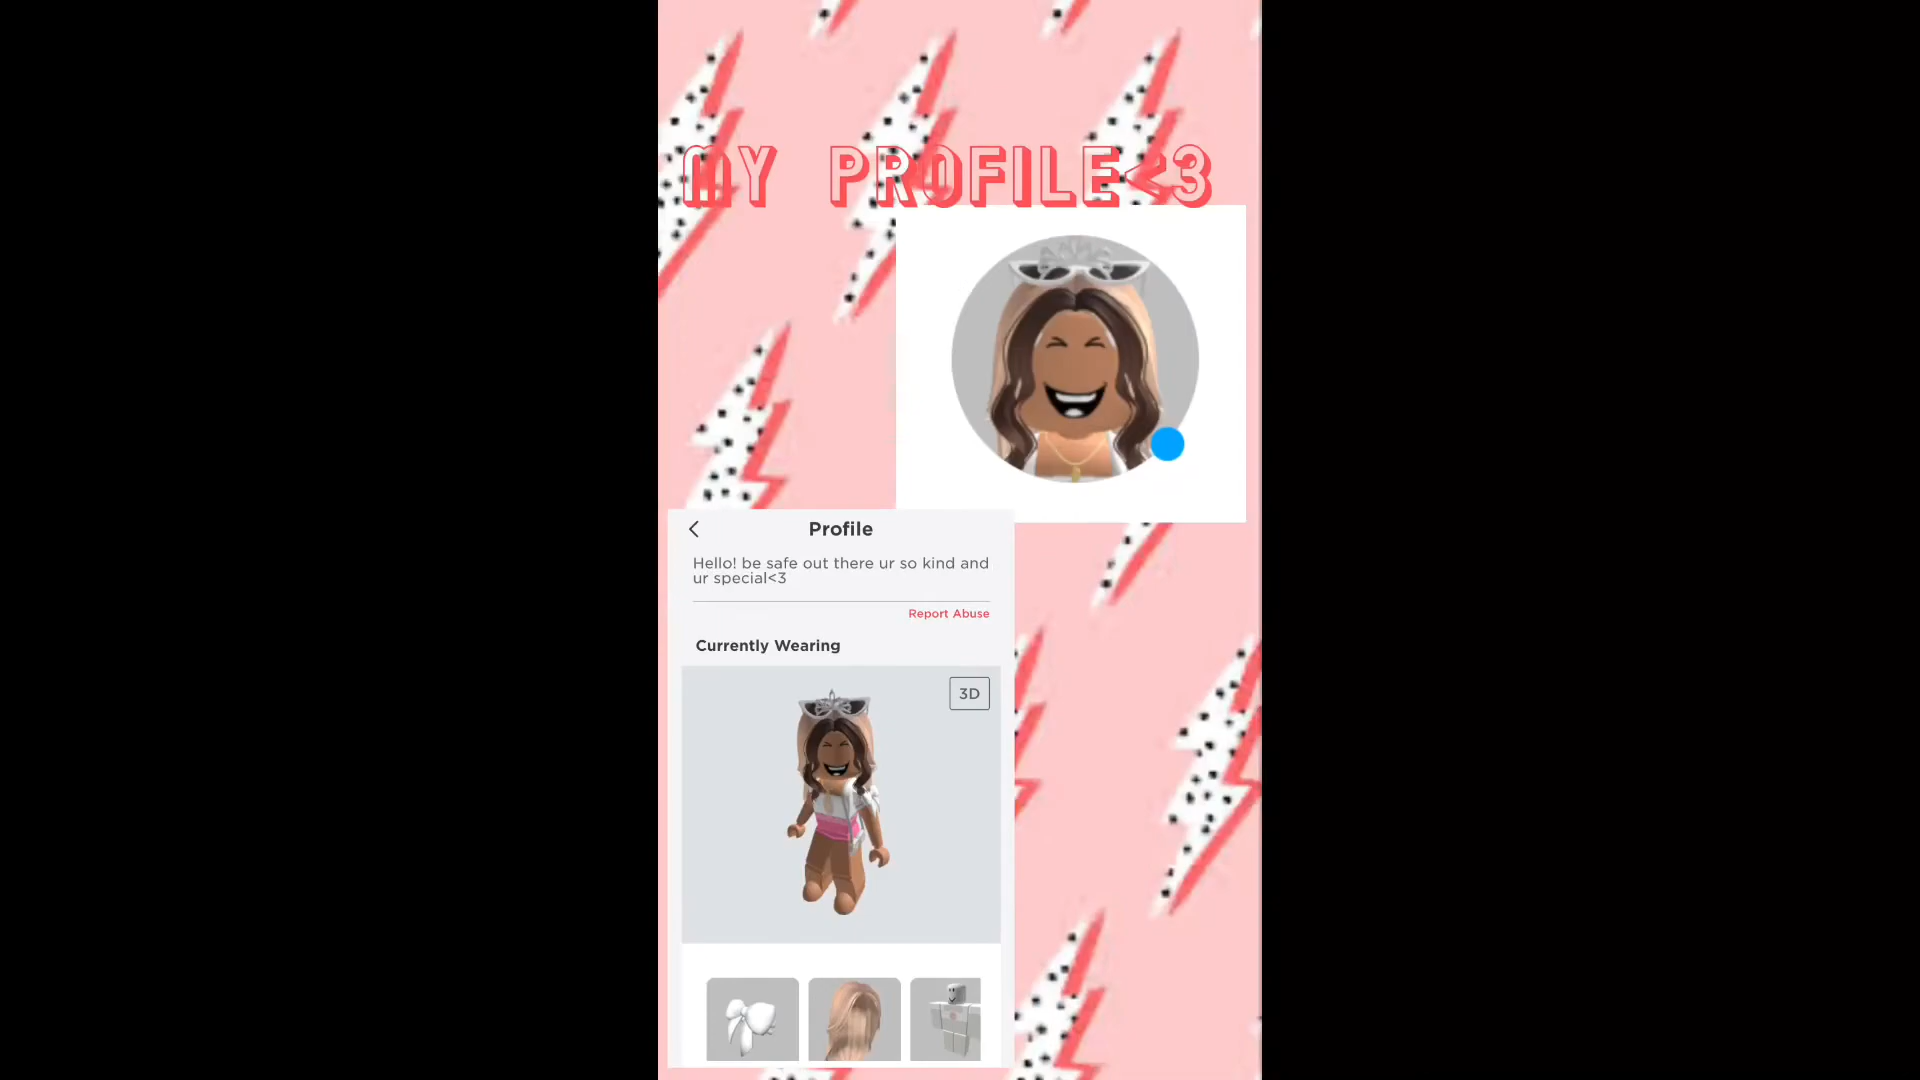 MY PROFILE<3
Profile
Hello! be safe out there ur so kind and
ur special<3
Report Abuse
Currently Wearing
3D